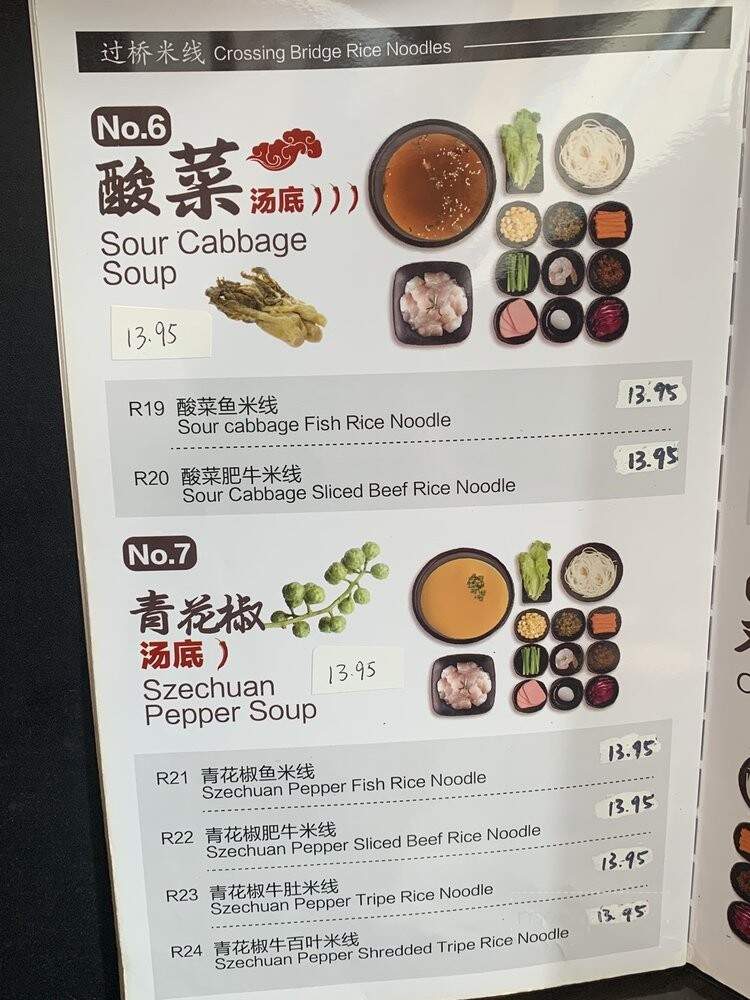 过桥米线 Crossing Bridge Rice Noodles
No.6
酸菜 汤底
Sour Cabbage
Soup
13.95
R19 酸菜鱼米线 13.95
Sour cabbage Fish Rice Noodle
R20 酸菜肥牛米线 13.95
Sour Cabbage Sliced Beef Rice Noodle
No.7
青花椒
汤底
Szechuan
Pepper Soup
13.95
R21 青花椒鱼米线 13.95
Szechuan Pepper Fish Rice Noodle
R22 青花椒肥牛米线 13.95
Szechuan Pepper Sliced Beef Rice Noodle
R23 青花椒牛肚米线 13.95
Szechuan Pepper Tripe Rice Noodle
R24 青花椒牛百叶米线 13.95
Szechuan Pepper Shredded Tripe Rice Noodle